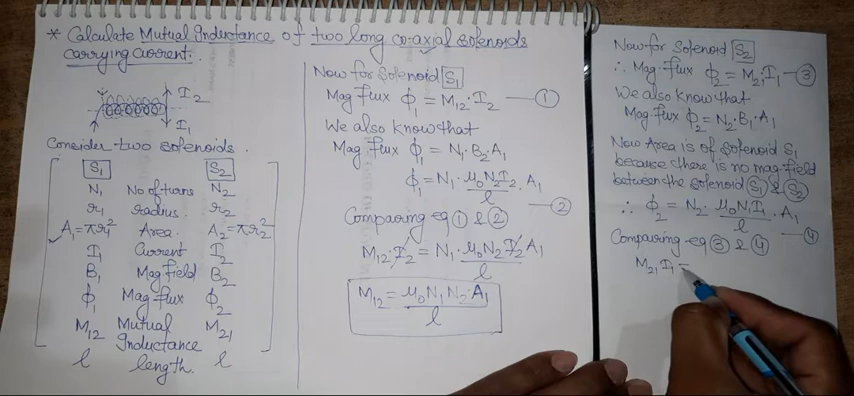 * Calculate Mutual Inductance of two long co-axial solenoids
carrying current.
I₂
I₁
Consider two solenoids.
S₁ S₂
N₁ No of turns N₂
r₁ radius. r₂
A₁=πr₁² Area. A₂=πr₂²
I₁ Current I₂
B₁ Mag field B₂
ϕ₁ Mag flux ϕ₂
M₁₂ Mutual Inductance M₂₁
l length. l
Now for Solenoid S₁
Mag flux ϕ₁ = M₁₂·I₂ — ①
We also know that
Mag flux ϕ₁ = N₁·B₂·A₁
ϕ₁ = N₁·μ₀N₂I₂/l·A₁ — ②
Comparing eq ① & ②
M₁₂·I₂ = N₁·μ₀N₂I₂/l A₁
M₁₂ = μ₀N₁N₂·A₁/l
Now for Solenoid S₂
∴ Mag flux ϕ₂ = M₂₁I₁ — ③
We also know that
Mag flux ϕ₂ = N₂·B₁·A₁
Now Area is of solenoid S₁
because there is no mag field
between the solenoid S₁ & S₂
∴ ϕ₂ = N₂·μ₀N₁I₁/l·A₁ — ④
Comparing eq ③ & ④
M₂₁I₁ =